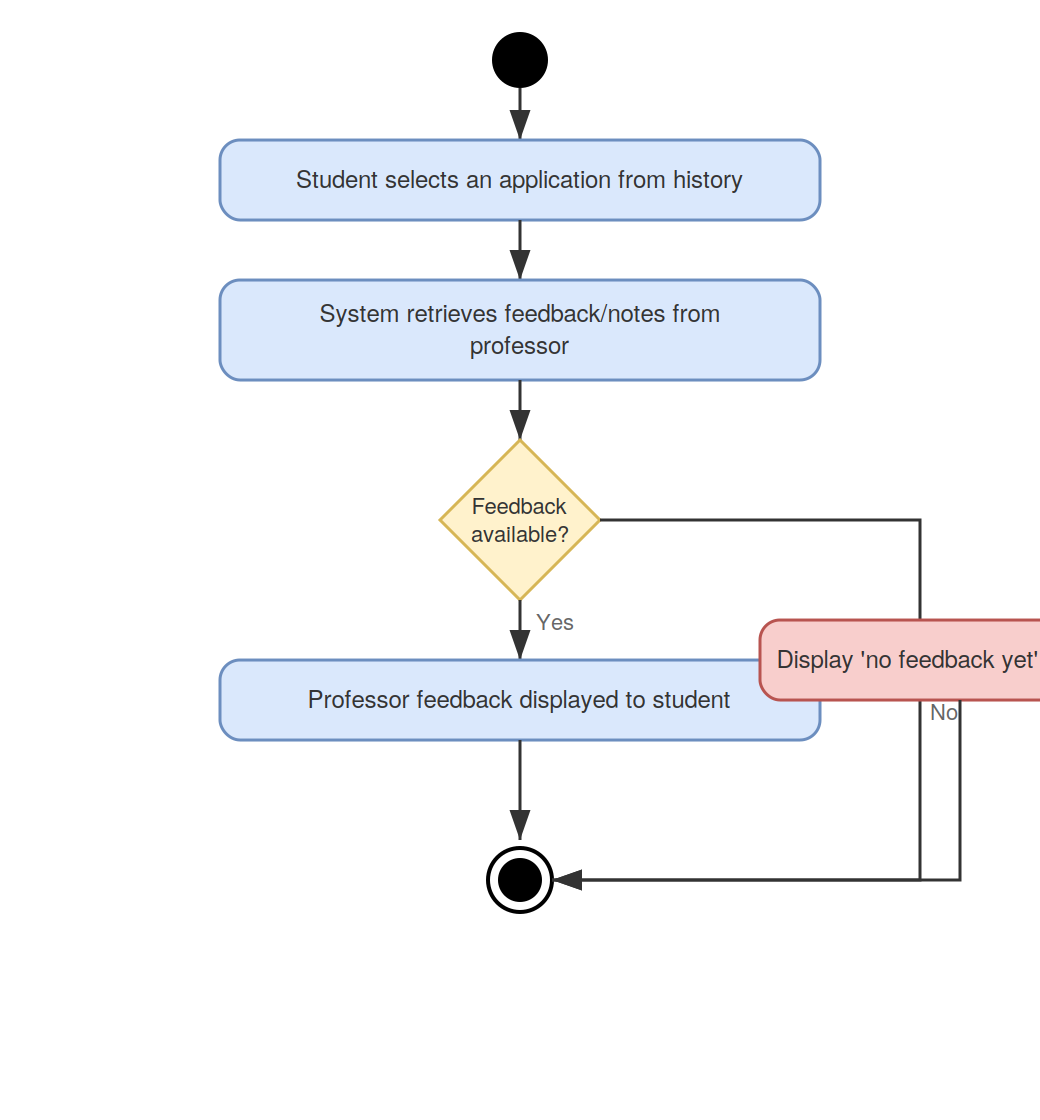 Student selects an application from history
System retrieves feedback/notes from
professor
Feedback
available?
Yes
Display 'no feedback yet'
Professor feedback displayed to student
No